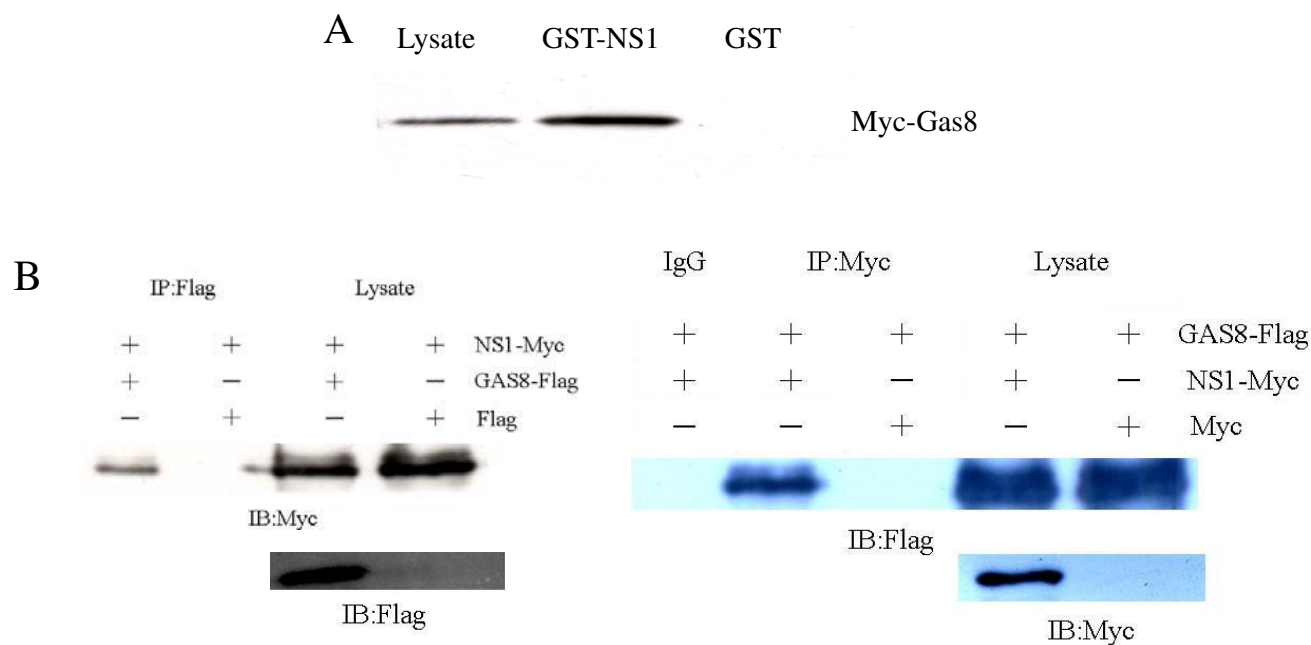 A
Lysate GST-NS1 GST
Myc-Gas8
B
IP:Flag Lysate
+ + + + NS1-Myc
+ − + − GAS8-Flag
− + − + Flag
IB:Myc
IB:Flag
IgG IP:Myc Lysate
+ + + + + GAS8-Flag
+ + − + − NS1-Myc
− − + − + Myc
IB:Flag
IB:Myc